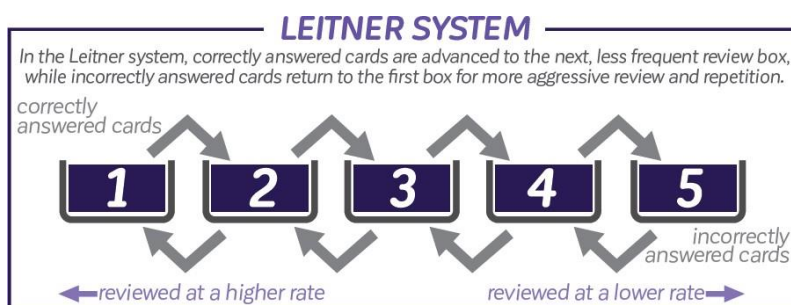 LEITNER SYSTEM
In the Leitner system, correctly answered cards are advanced to the next, less frequent review box,
while incorrectly answered cards return to the first box for more aggressive review and repetition.
correctly
answered cards
1 2 3 4 5
incorrectly
answered cards
reviewed at a higher rate
reviewed at a lower rate